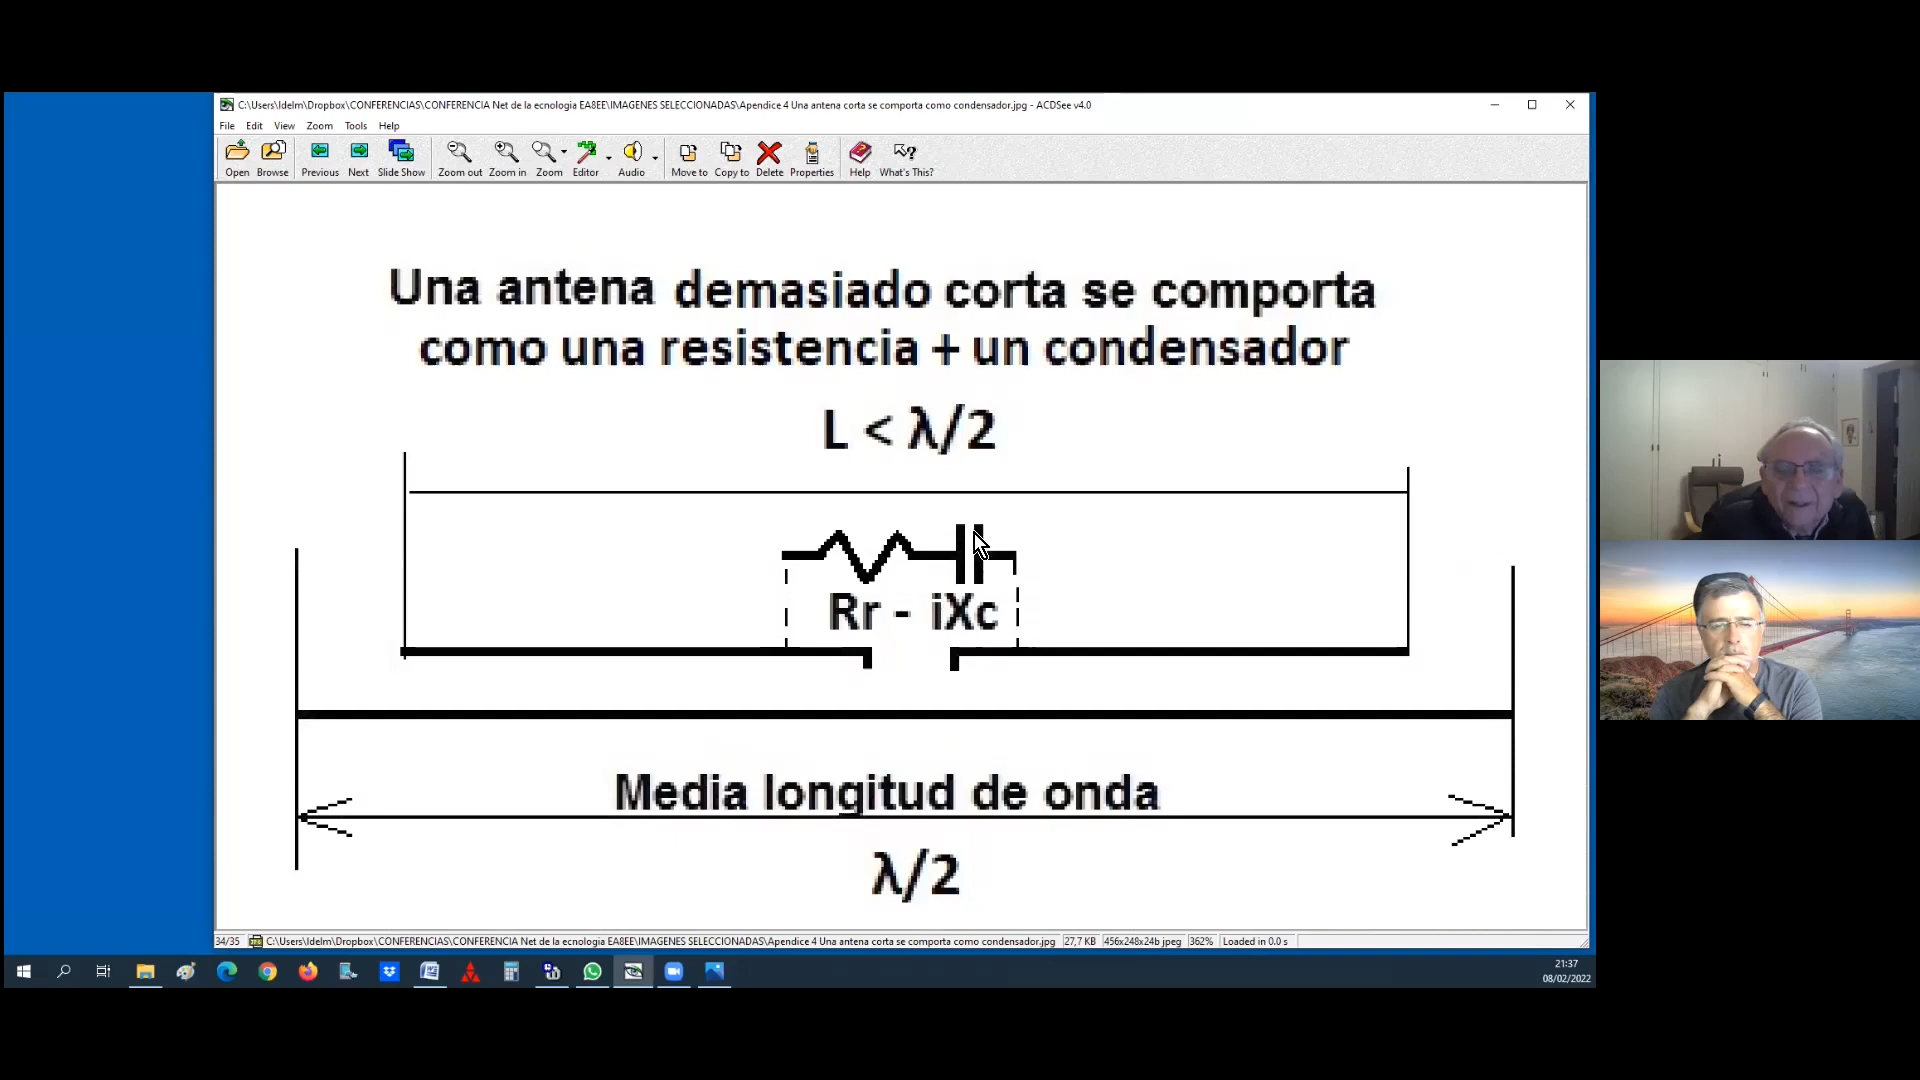 C:\Users\Idelm\Dropbox\CONFERENCIAS\CONFERENCIA Net de la ecnologia EA8EE\IMAGENES SELECCIONADAS\Apendice 4 Una antena corta se comporta como condensador.jpg - ACDSee v4.0
File Edit View Zoom Tools Help
Open Browse Previous Next Slide Show Zoom out Zoom in Zoom Editor Audio Move to Copy to Delete Properties Help What's This?
Una antena demasiado corta se comporta
como una resistencia + un condensador
L < λ/2
Rr - iXc
Media longitud de onda
λ/2
34/35 C:\Users\Idelm\Dropbox\CONFERENCIAS\CONFERENCIA Net de la ecnologia EA8EE\IMAGENES SELECCIONADAS\Apendice 4 Una antena corta se comporta como condensador.jpg 27,7 KB 456x248x24b jpeg 362% Loaded in 0.0 s
21:37
08/02/2022